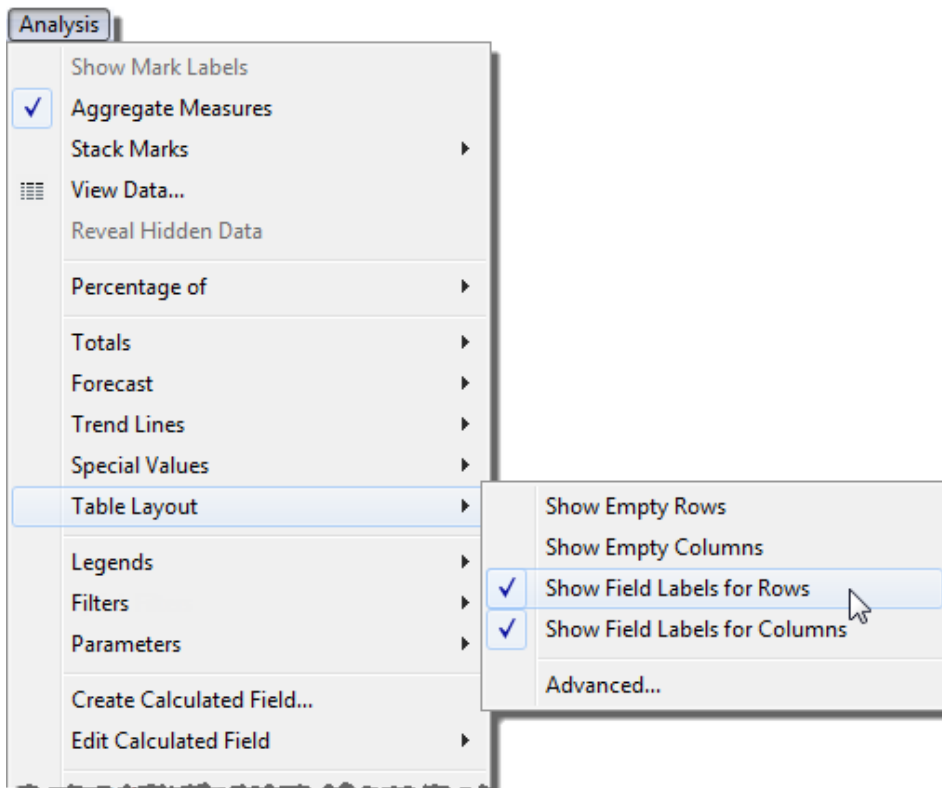 Analysis
Show Mark Labels
Aggregate Measures
Stack Marks
View Data...
Reveal Hidden Data
Percentage of
Totals
Forecast
Trend Lines
Special Values
Table Layout
Legends
Filters
Parameters
Create Calculated Field...
Edit Calculated Field
Show Empty Rows
Show Empty Columns
Show Field Labels for Rows
Show Field Labels for Columns
Advanced...